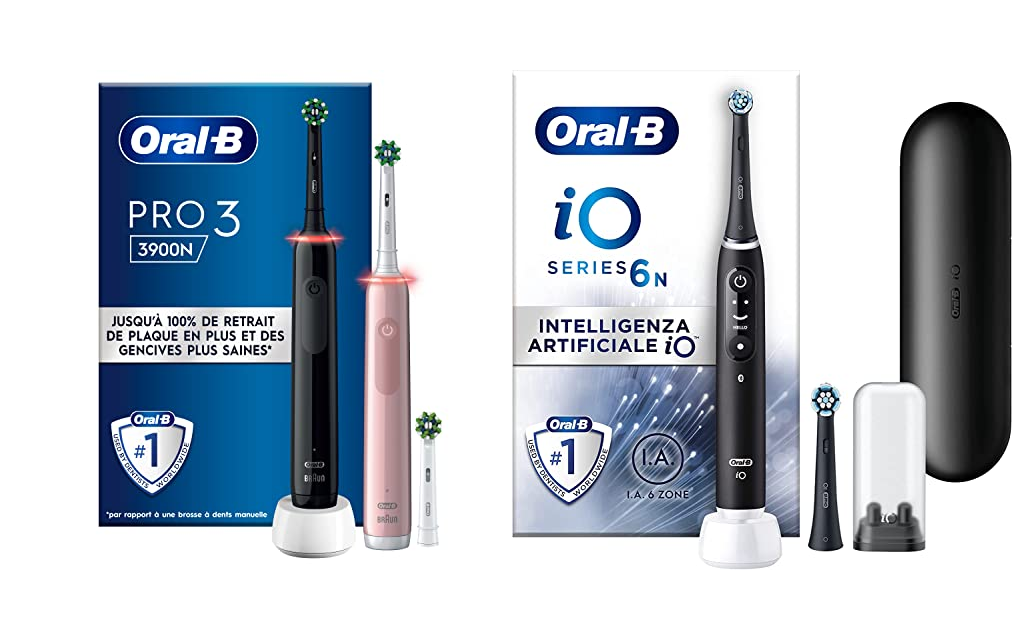 Oral-B
PRO 3
3900N
JUSQU'À 100% DE RETRAIT
DE PLAQUE EN PLUS ET DES
GENCIVES PLUS SAINES*
Oral-B
#1
USED BY DENTISTS WORLDWIDE
*par rapport à une brosse à dents manuelle
Oral-B
BRAUN
Oral-B
BRAUN
Oral-B
iO
SERIES 6N
INTELLIGENZA
ARTIFICIALE iO™
Oral-B
#1
USED BY DENTISTS WORLDWIDE
I.A.
I.A. 6 ZONE
HELLO
Oral-B
iO
Oral-B iO
iO